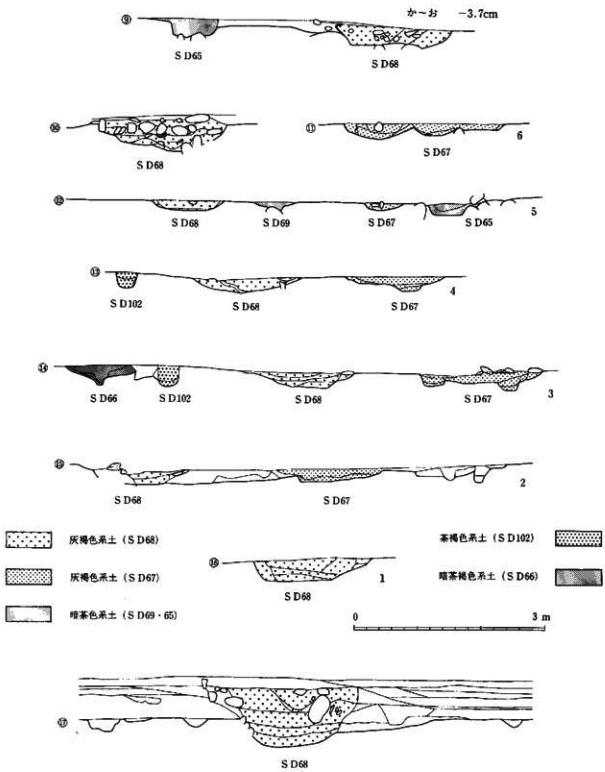 ⑨ か～お −3.7cm
SD65 SD68
⑩ ⑪ 6
SD68 SD67
⑫ 5
SD68 SD69 SD67 SD65
⑬ 4
SD102 SD68 SD67
⑭ 3
SD66 SD102 SD68 SD67
⑮ 2
SD68 SD67
灰褐色系土（SD68） 茶褐色系土（SD102）
⑯ 1
灰褐色系土（SD67） 暗茶褐色系土（SD66）
SD68
暗茶色系土（SD69・65） 0 3 m
⑰
SD68